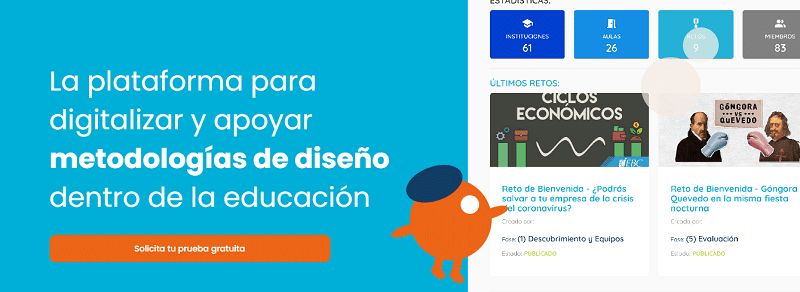 La plataforma para
digitalizar y apoyar
metodologías de diseño
dentro de la educación
Solicita tu prueba gratuita
ESTADÍSTICAS:
INSTITUCIONES
61
AULAS
26
RETOS
9
MIEMBROS
83
ÚLTIMOS RETOS:
CICLOS
ECONÓMICOS
EBC
Reto de Bienvenida - ¿Podrás
salvar a tu empresa de la crisis
del coronavirus?
Creado por:
Fase: (1) Descubrimiento y Equipos
Estado: PUBLICADO
GÓNGORA
VS
QUEVEDO
Reto de Bienvenida - Góngora
Quevedo en la misma fiesta
nocturna
Creado por:
Fase: (5) Evaluación
Estado: PUBLICADO